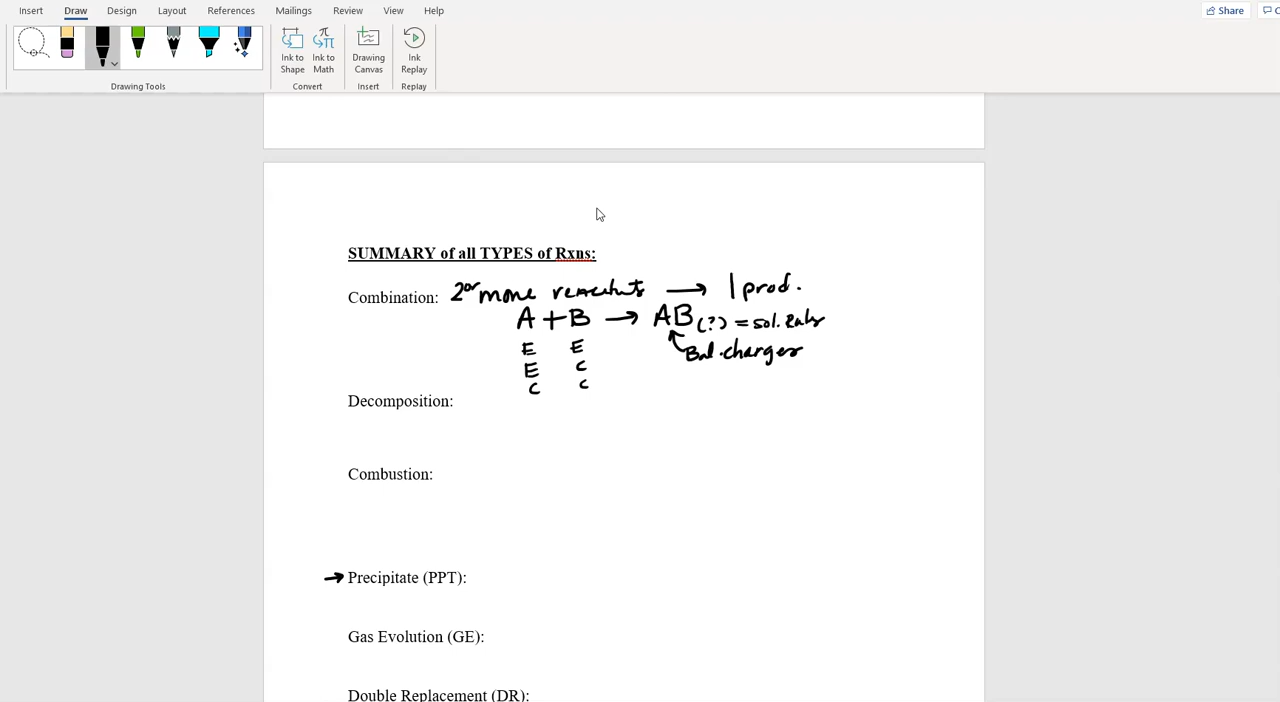 Insert Draw Design Layout References Mailings Review View Help Share C
Ink to Shape Ink to Math Drawing Canvas Ink Replay
Drawing Tools Convert Insert Replay
SUMMARY of all TYPES of Rxns:
Combination: 2 or more reactants → 1 prod.
A + B → AB (?) = sol. rules
E E Bal. charges
E C
C C
Decomposition:
Combustion:
→ Precipitate (PPT):
Gas Evolution (GE):
Double Replacement (DR):